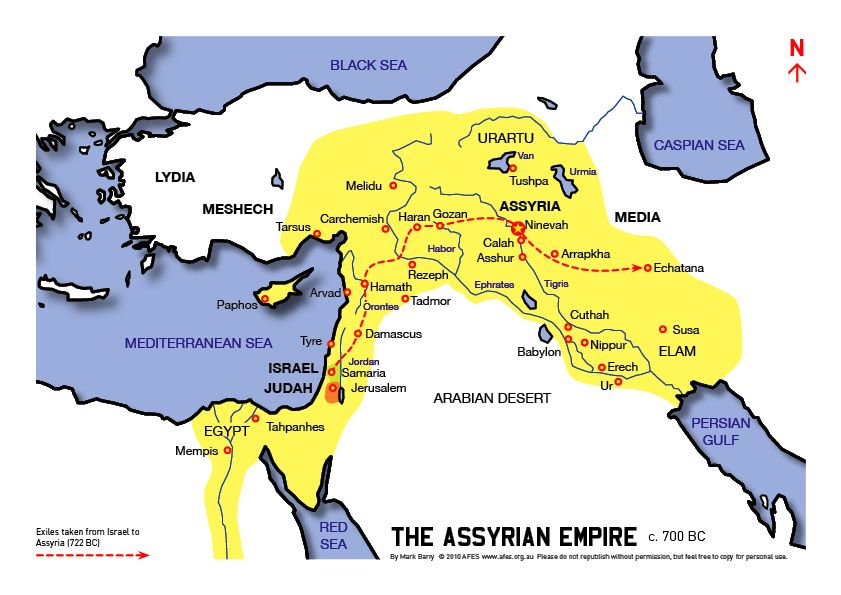 BLACK SEA
N
CASPIAN SEA
URARTU
Van
Tushpa
Urmia
LYDIA
MESHECH
Melidu
ASSYRIA
MEDIA
Tarsus
Carchemish
Haran
Gozan
Ninevah
Calah
Asshur
Arrapkha
Habor
Echatana
Rezeph
Hamath
Arvad
Orontes
Tadmor
Ephrates
Tigris
Paphos
MEDITERRANEAN SEA
Tyre
Damascus
Cuthah
Susa
Babylon
Nippur
ELAM
ISRAEL
Jordan
Samaria
JUDAH
Jerusalem
Erech
Ur
ARABIAN DESERT
PERSIAN
GULF
EGYPT
Tahpanhes
Mempis
RED
SEA
Exiles taken from Israel to
Assyria (722 BC)
THE ASSYRIAN EMPIRE c. 700 BC
By Mark Barry © 2010 AFES www.afes.org.au Please do not republish without permission, but feel free to copy for personal use.